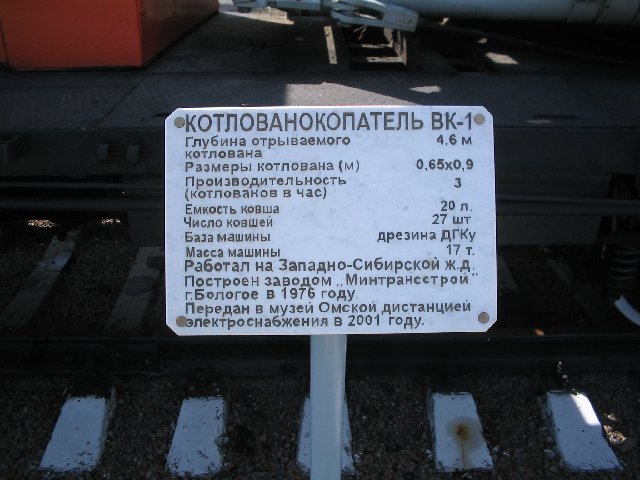 КОТЛОВАНОКОПАТЕЛЬ ВК-1
Глубина отрываемого 4,6 м
котлована
Размеры котлована (м) 0,65х0,9
Производительность 3
(котлованов в час)
Емкость ковша 20 л.
Число ковшей 27 шт
База машины дрезина ДГКу
Масса машины 17 т.
Работал на Западно-Сибирской ж.д.
Построен заводом „Минтрансстрой"
г.Бологое в 1976 году.
Передан в музей Омской дистанцией
электроснабжения в 2001 году.